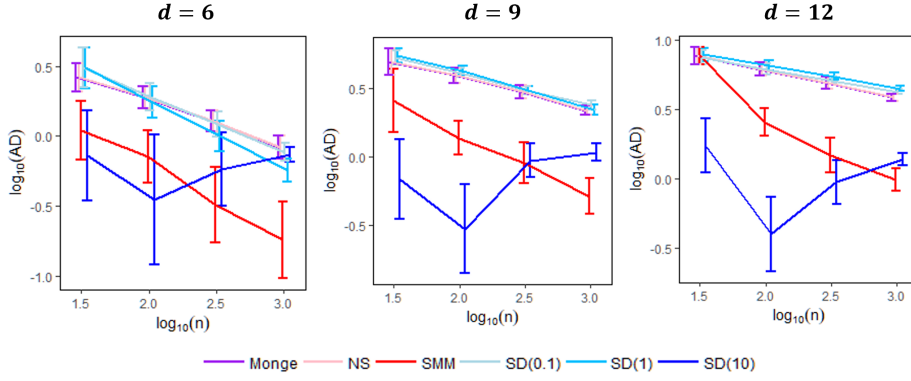 d = 6
d = 9
d = 12
log10(AD)
0.5
0.0
-0.5
-1.0
1.5 2.0 2.5 3.0
log10(n)
log10(AD)
0.5
0.0
-0.5
1.5 2.0 2.5 3.0
log10(n)
log10(AD)
1.0
0.5
0.0
-0.5
1.5 2.0 2.5 3.0
log10(n)
Monge NS SMM SD(0.1) SD(1) SD(10)